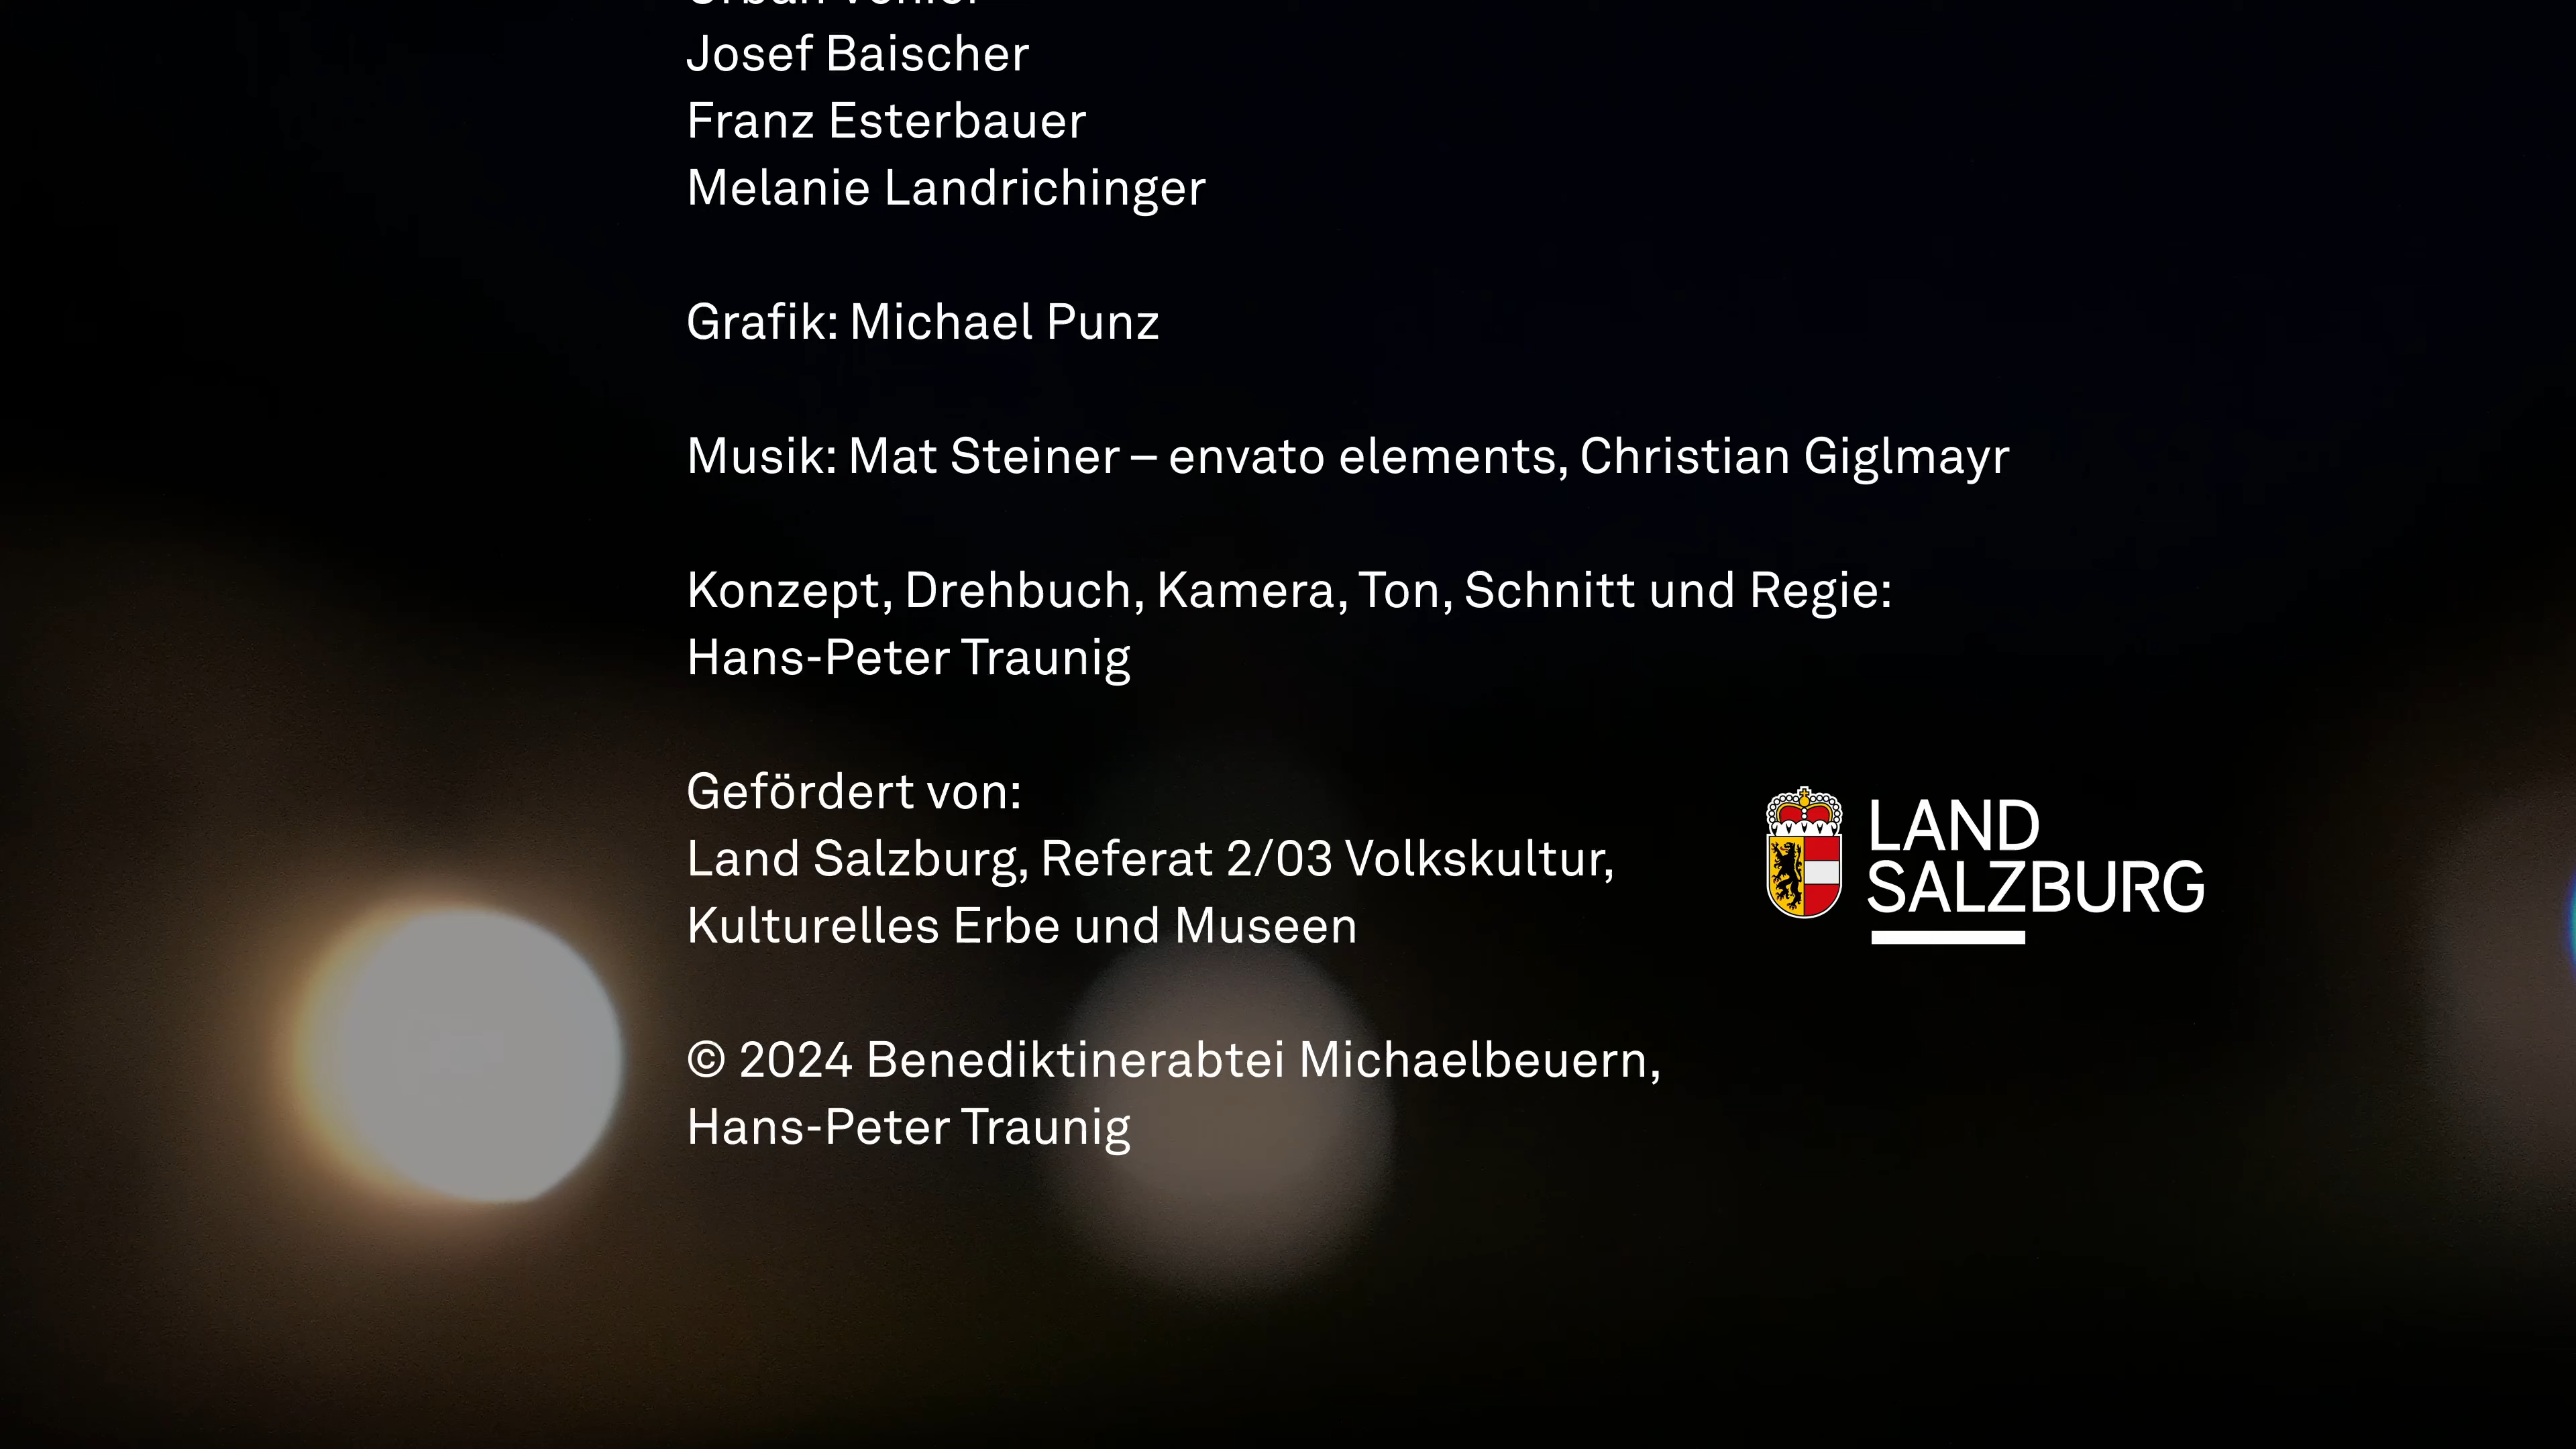 Josef Baischer
Franz Esterbauer
Melanie Landrichinger
Grafik: Michael Punz
Musik: Mat Steiner – envato elements, Christian Giglmayr
Konzept, Drehbuch, Kamera, Ton, Schnitt und Regie:
Hans-Peter Traunig
Gefördert von:
Land Salzburg, Referat 2/03 Volkskultur,
Kulturelles Erbe und Museen
LAND
SALZBURG
© 2024 Benediktinerabtei Michaelbeuern,
Hans-Peter Traunig